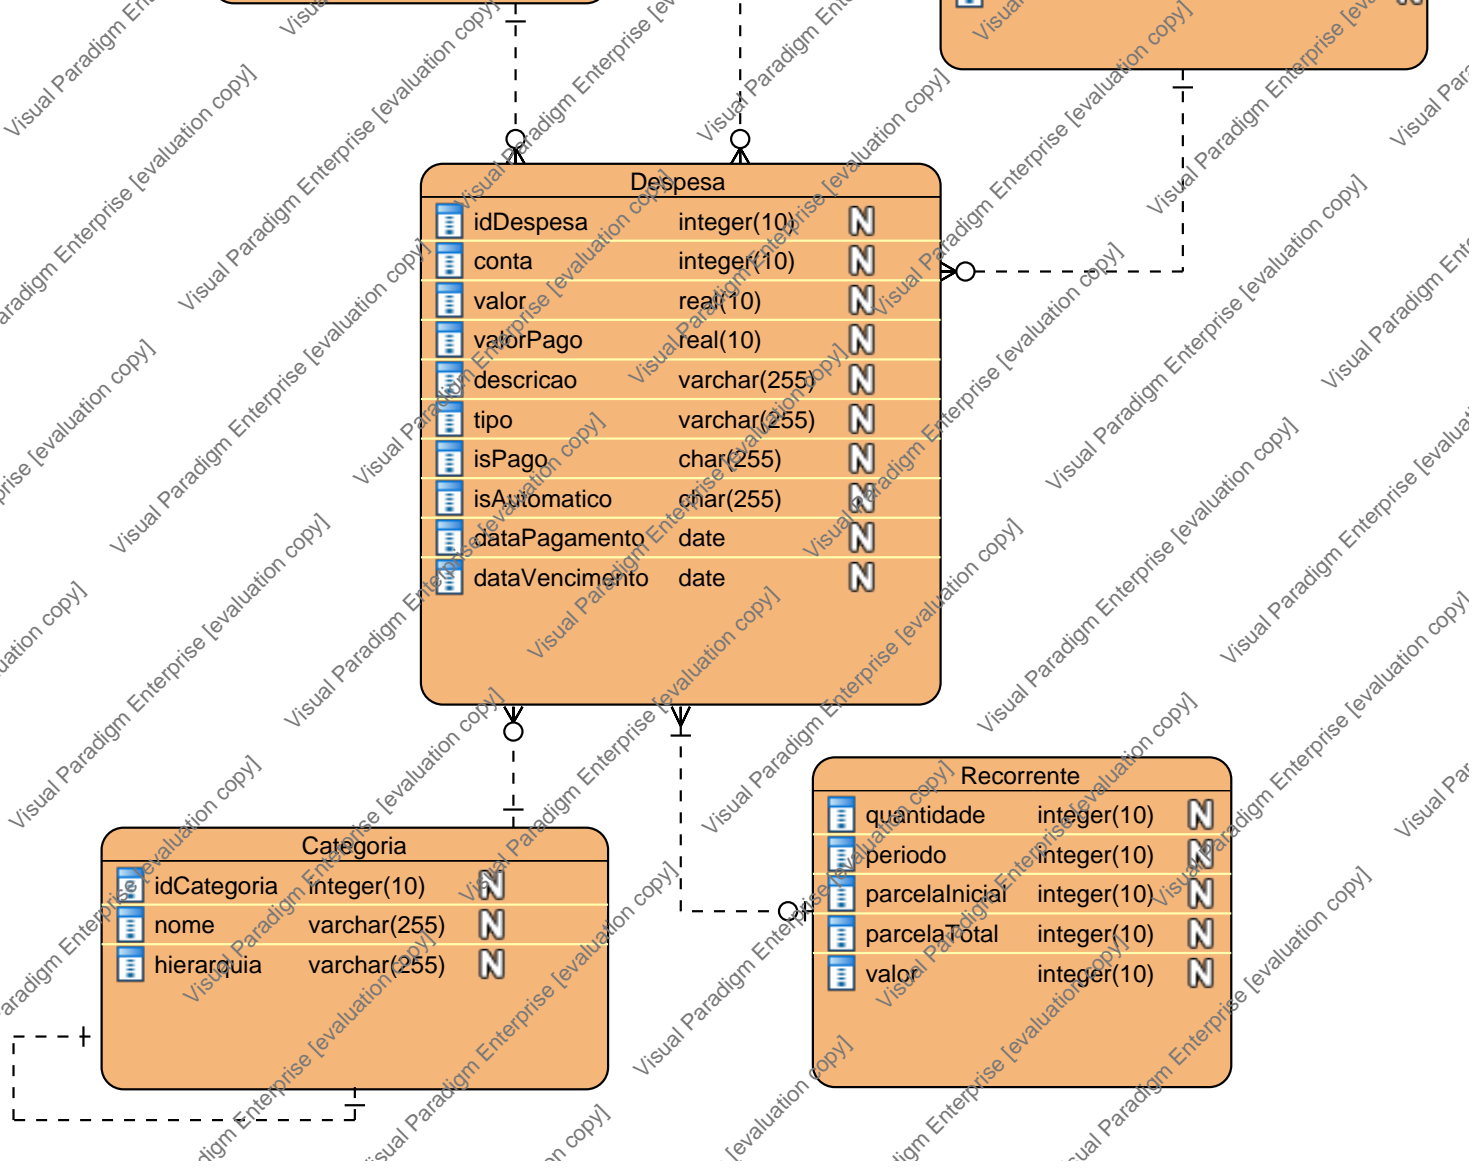 Despesa
idDespesa integer(10) N
conta integer(10) N
valor real(10) N
valorPago real(10) N
descricao varchar(255) N
tipo varchar(255) N
isPago char(255) N
isAutomatico char(255) N
dataPagamento date N
dataVencimento date N
Categoria
idCategoria integer(10) N
nome varchar(255) N
hierarquia varchar(255) N
Recorrente
quantidade integer(10) N
periodo integer(10) N
parcelaInicial integer(10) N
parcelaTotal integer(10) N
valor integer(10) N
Visual Paradigm Enterprise [evaluation copy]